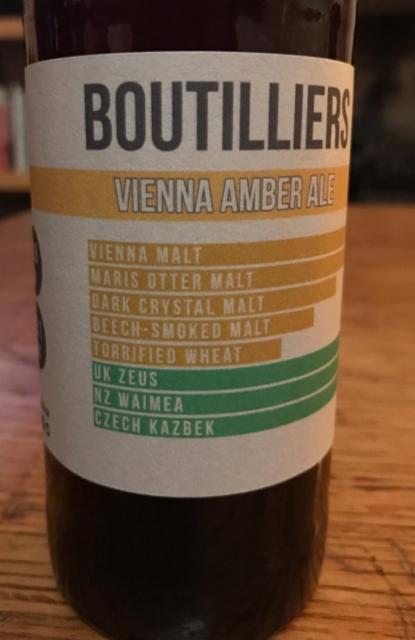 BOUTILLIERS
VIENNA AMBER ALE
VIENNA MALT
MARIS OTTER MALT
DARK CRYSTAL MALT
BEECH-SMOKED MALT
TORRIFIED WHEAT
UK ZEUS
NZ WAIMEA
CZECH KAZBEK